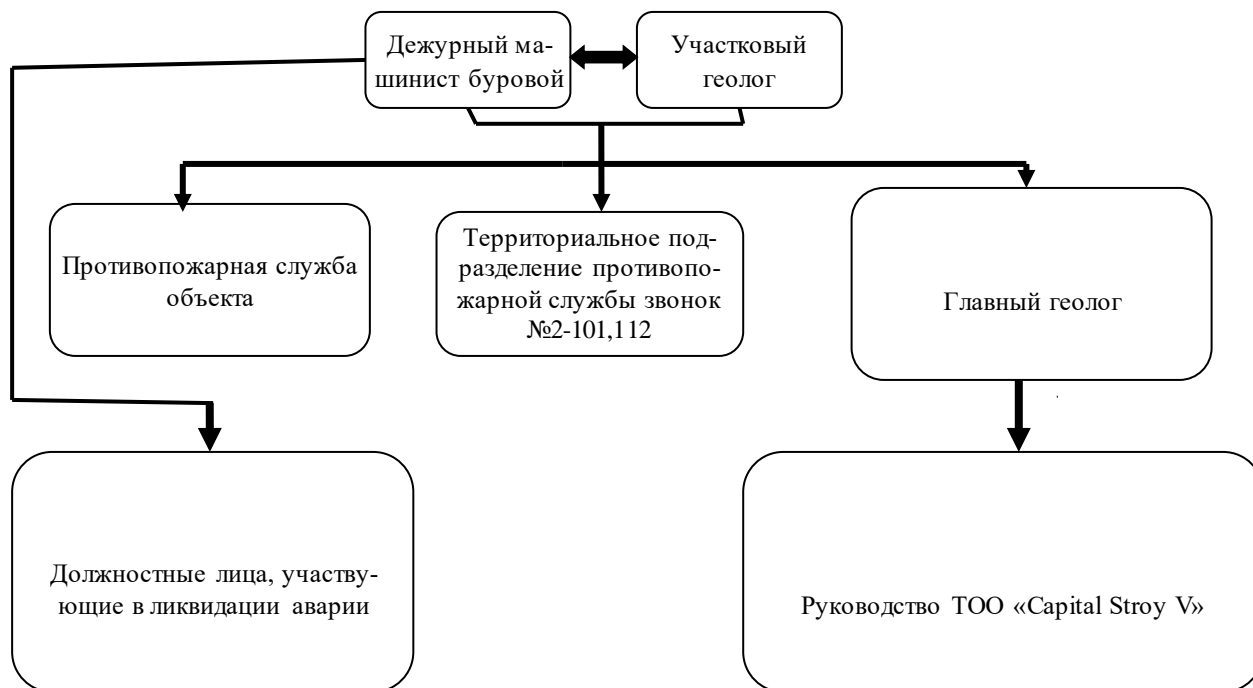 Дежурный ма-
шинист буровой
Участковый
геолог
Противопожарная служба
объекта
Территориальное под-
разделение противопо-
жарной службы звонок
№2-101,112
Главный геолог
Должностные лица, участву-
ющие в ликвидации аварии
Руководство ТОО «Capital Stroy V»